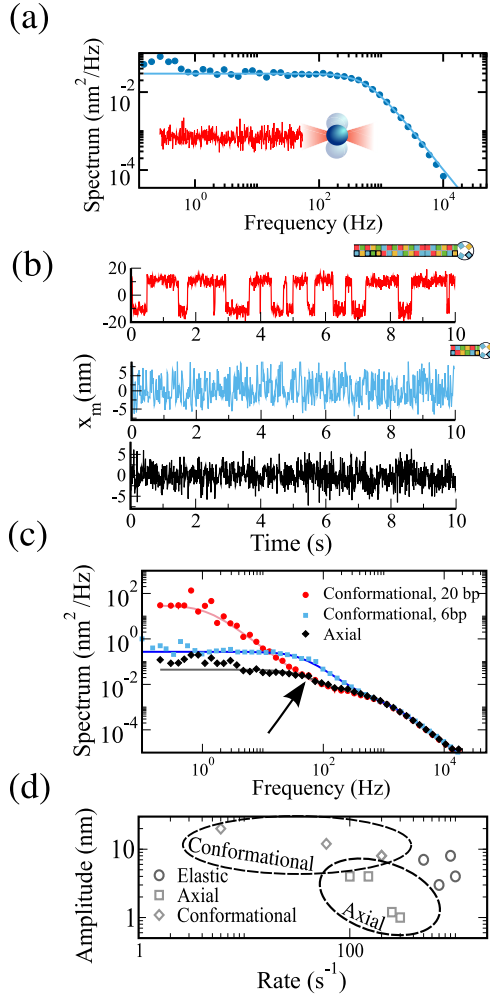 (a)
Spectrum (nm²/Hz)
10⁻²
10⁻⁴
10⁰ 10² 10⁴
Frequency (Hz)
(b)
20
0
-20
0 2 4 6 8 10
5
0
-5
0 2 4 6 8 10
5
0
-5
0 2 4 6 8 10
x_m(nm)
Time (s)
(c)
Spectrum (nm²/Hz)
10²
10⁰
10⁻²
10⁻⁴
Conformational, 20 bp
Conformational, 6bp
Axial
10⁰ 10² 10⁴
Frequency (Hz)
(d)
Amplitude (nm)
10
1
Conformational
Elastic
Axial
Conformational
Axial
1 100
Rate (s⁻¹)